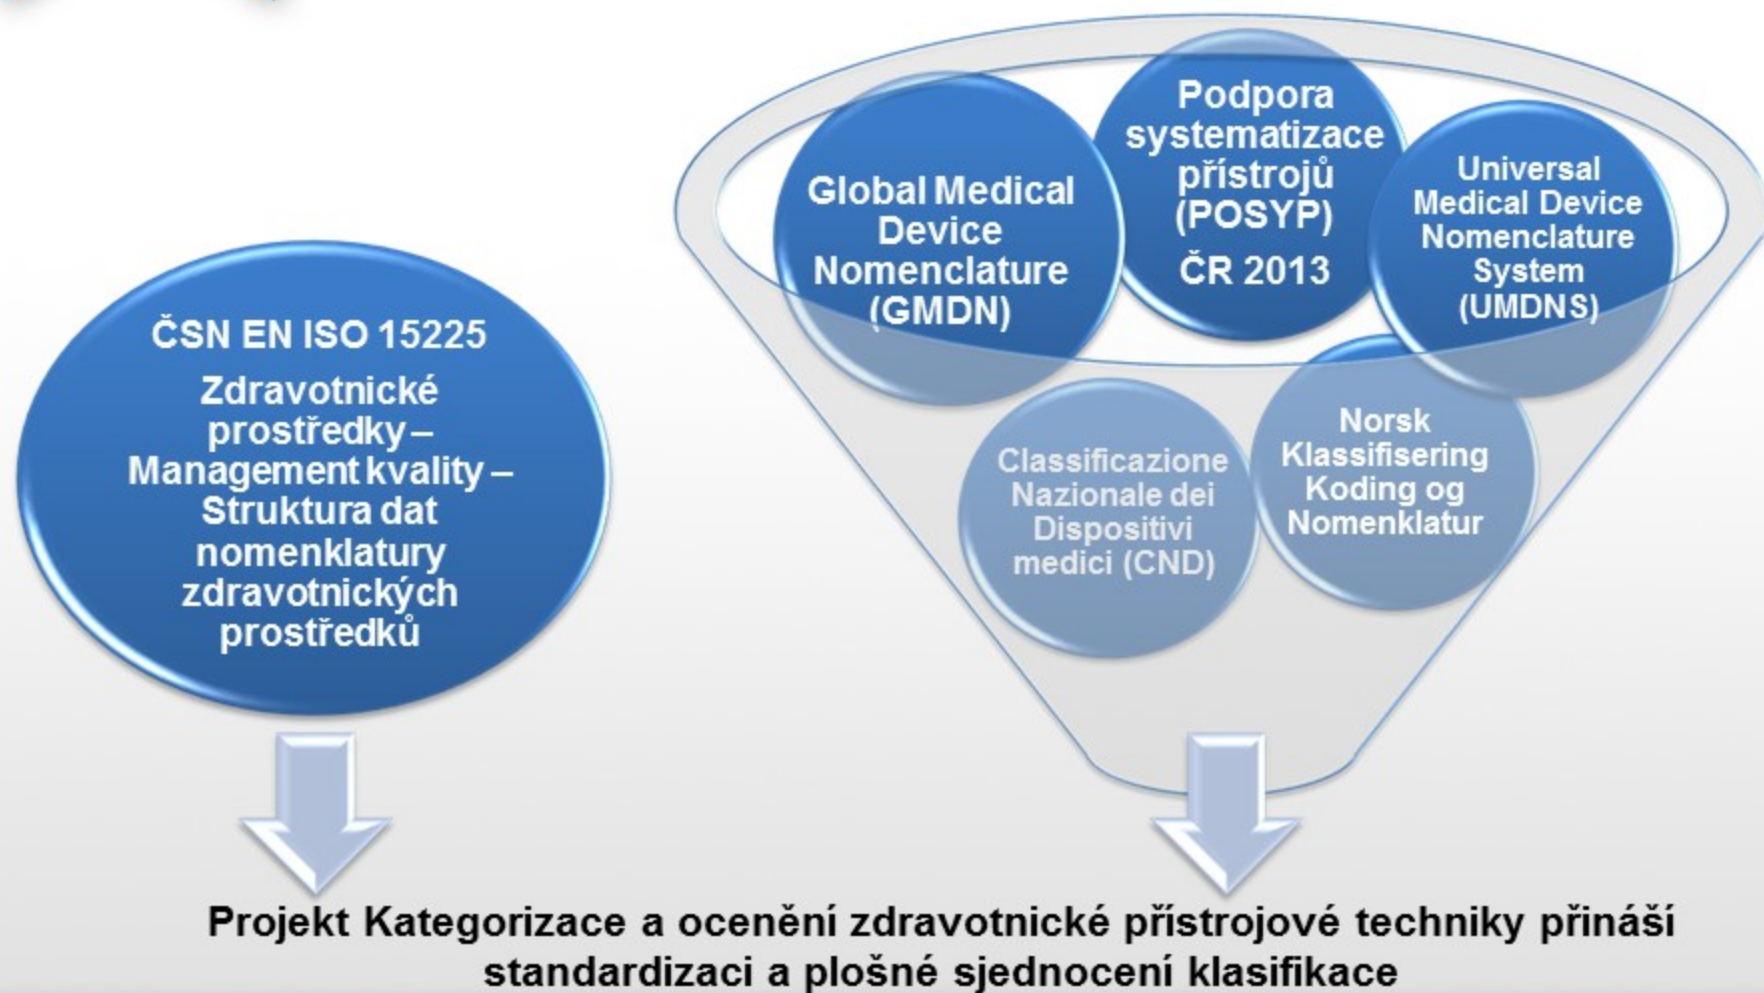 ČSN EN ISO 15225
Zdravotnické
prostředky –
Management kvality –
Struktura dat
nomenklatury
zdravotnických
prostředků
Global Medical
Device
Nomenclature
(GMDN)
Podpora
systematizace
přístrojů
(POSYP)
ČR 2013
Universal
Medical Device
Nomenclature
System
(UMDNS)
Classificazione
Nazionale dei
Dispositivi
medici (CND)
Norsk
Klassifisering
Koding og
Nomenklatur
Projekt Kategorizace a ocenění zdravotnické přístrojové techniky přináší
standardizaci a plošné sjednocení klasifikace